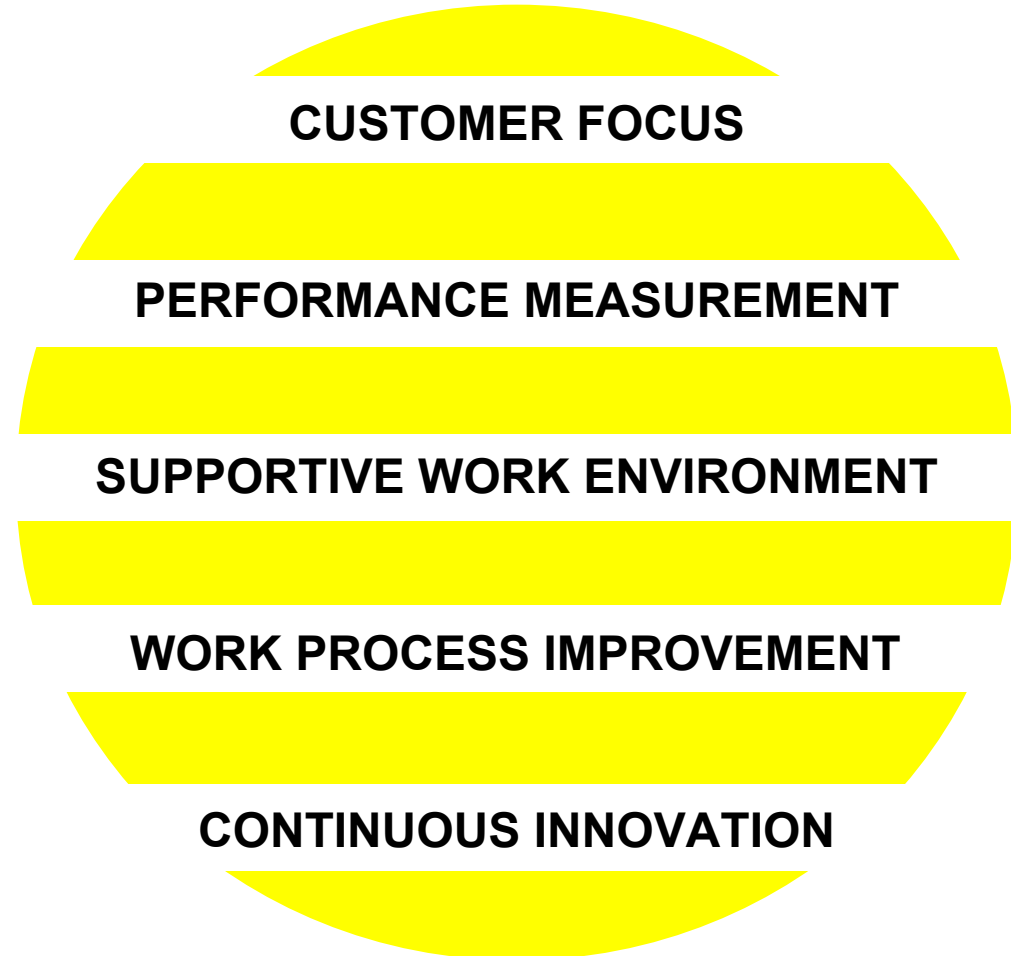 CUSTOMER FOCUS
PERFORMANCE MEASUREMENT
SUPPORTIVE WORK ENVIRONMENT
WORK PROCESS IMPROVEMENT
CONTINUOUS INNOVATION